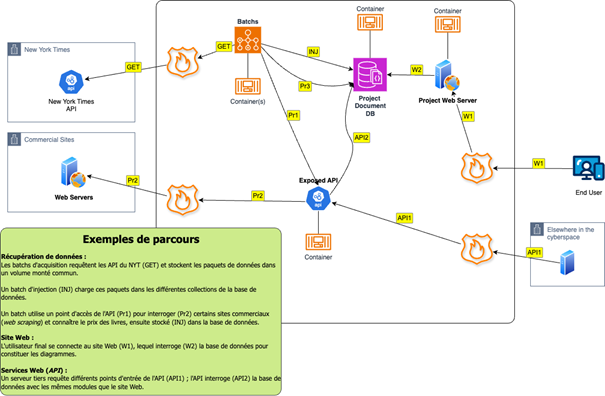 New York Times
GET
GET
New York Times
API
Batchs
Container(s)
INJ
Pr3
Pr1
Container
Project
Document
DB
API2
W2
Container
Project Web Server
W1
W1
End User
Commercial Sites
Web Servers
Pr2
Pr2
Exposed API
Container
API1
API1
Elsewhere in the
cyberspace
Exemples de parcours
Récupération de données :
Les batchs d'acquisition requêtent les API du NYT (GET) et stockent les paquets de données dans
un volume monté commun.
Un batch d'injection (INJ) charge ces paquets dans les différentes collections de la base de
données.
Un batch utilise un point d'accès de l'API (Pr1) pour interroger (Pr2) certains sites commerciaux
(web scraping) et connaître le prix des livres, ensuite stocké (INJ) dans la base de données.
Site Web :
L'utilisateur final se connecte au site Web (W1), lequel interroge (W2) la base de données pour
constituer les diagrammes.
Services Web (API) :
Un serveur tiers requête différents points d'entrée de l'API (API1) ; l'API interroge (API2) la base de
données avec les mêmes modules que le site Web.